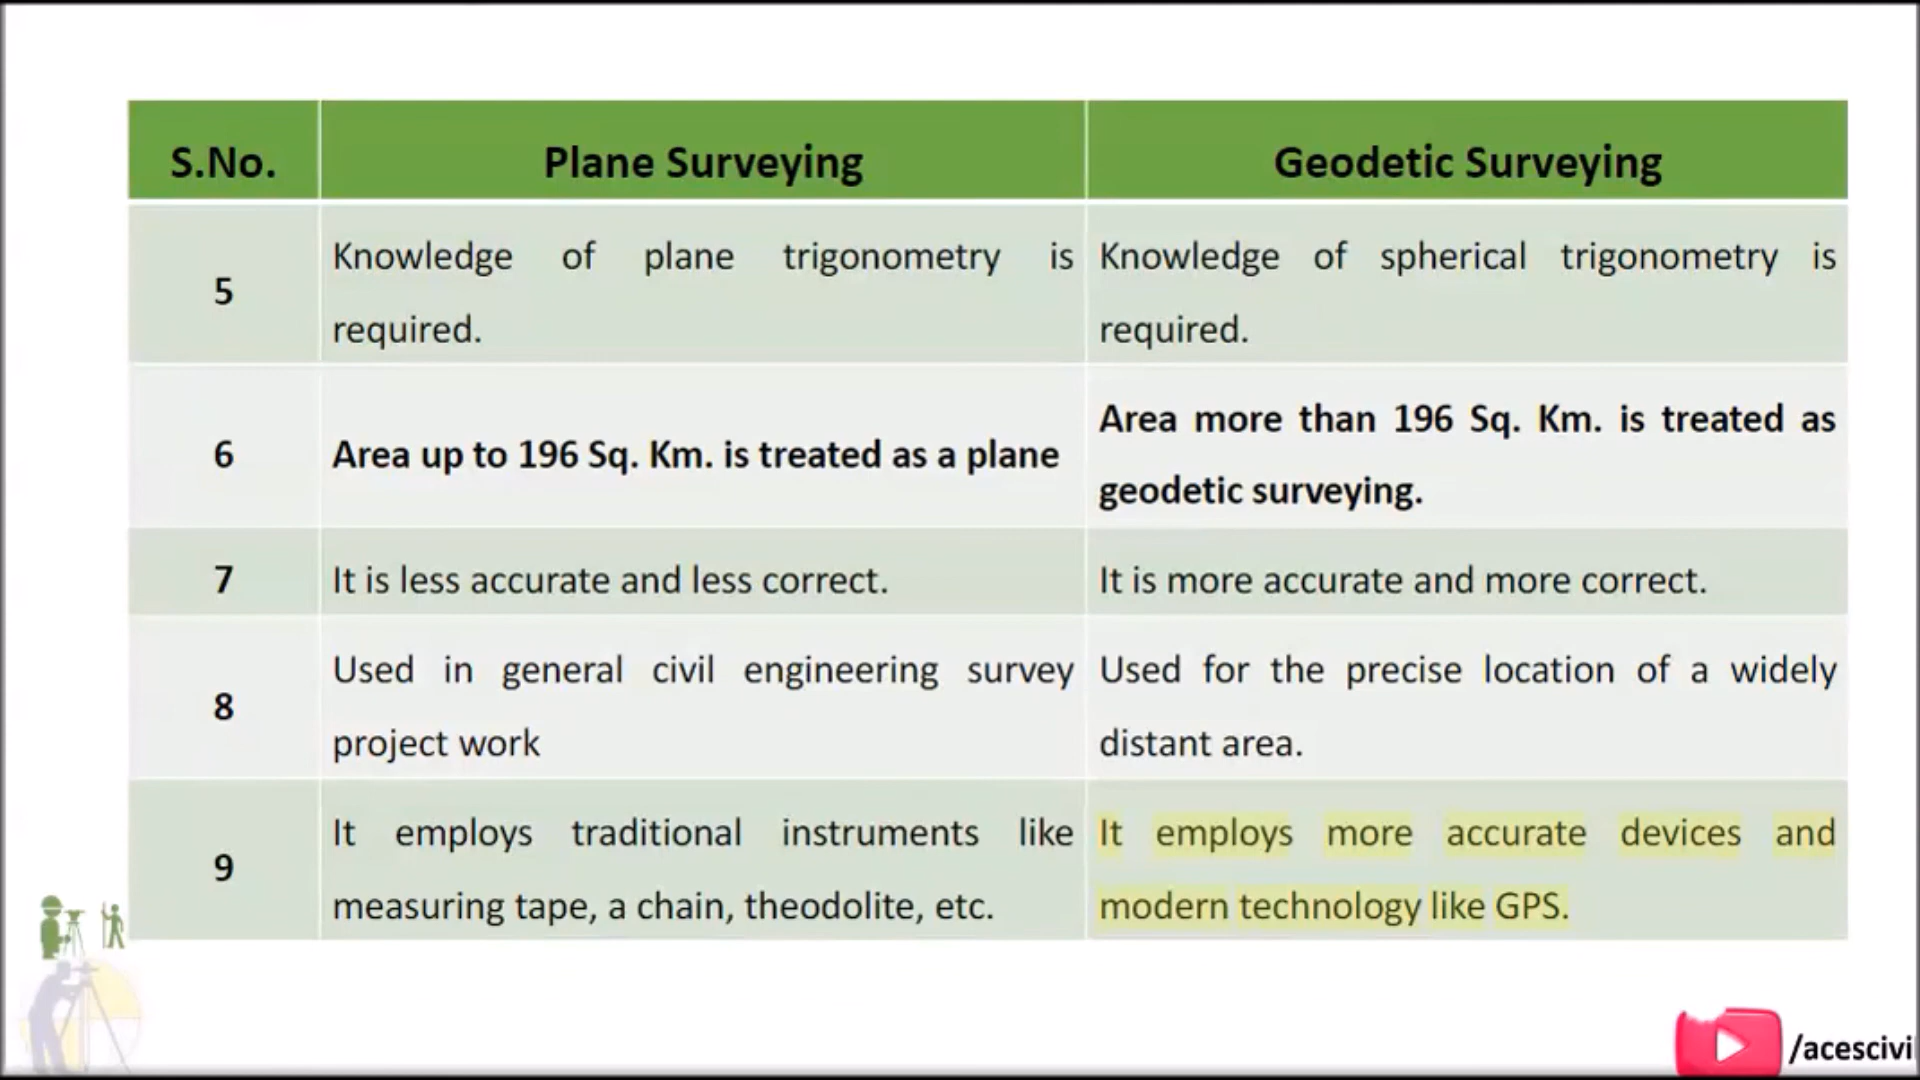 S.No. Plane Surveying Geodetic Surveying
5
Knowledge of plane trigonometry is
required.
Knowledge of spherical trigonometry is
required.
6
Area up to 196 Sq. Km. is treated as a plane
Area more than 196 Sq. Km. is treated as
geodetic surveying.
7
It is less accurate and less correct.
It is more accurate and more correct.
8
Used in general civil engineering survey
project work
Used for the precise location of a widely
distant area.
9
It employs traditional instruments like
measuring tape, a chain, theodolite, etc.
It employs more accurate devices and
modern technology like GPS.
/acescivi